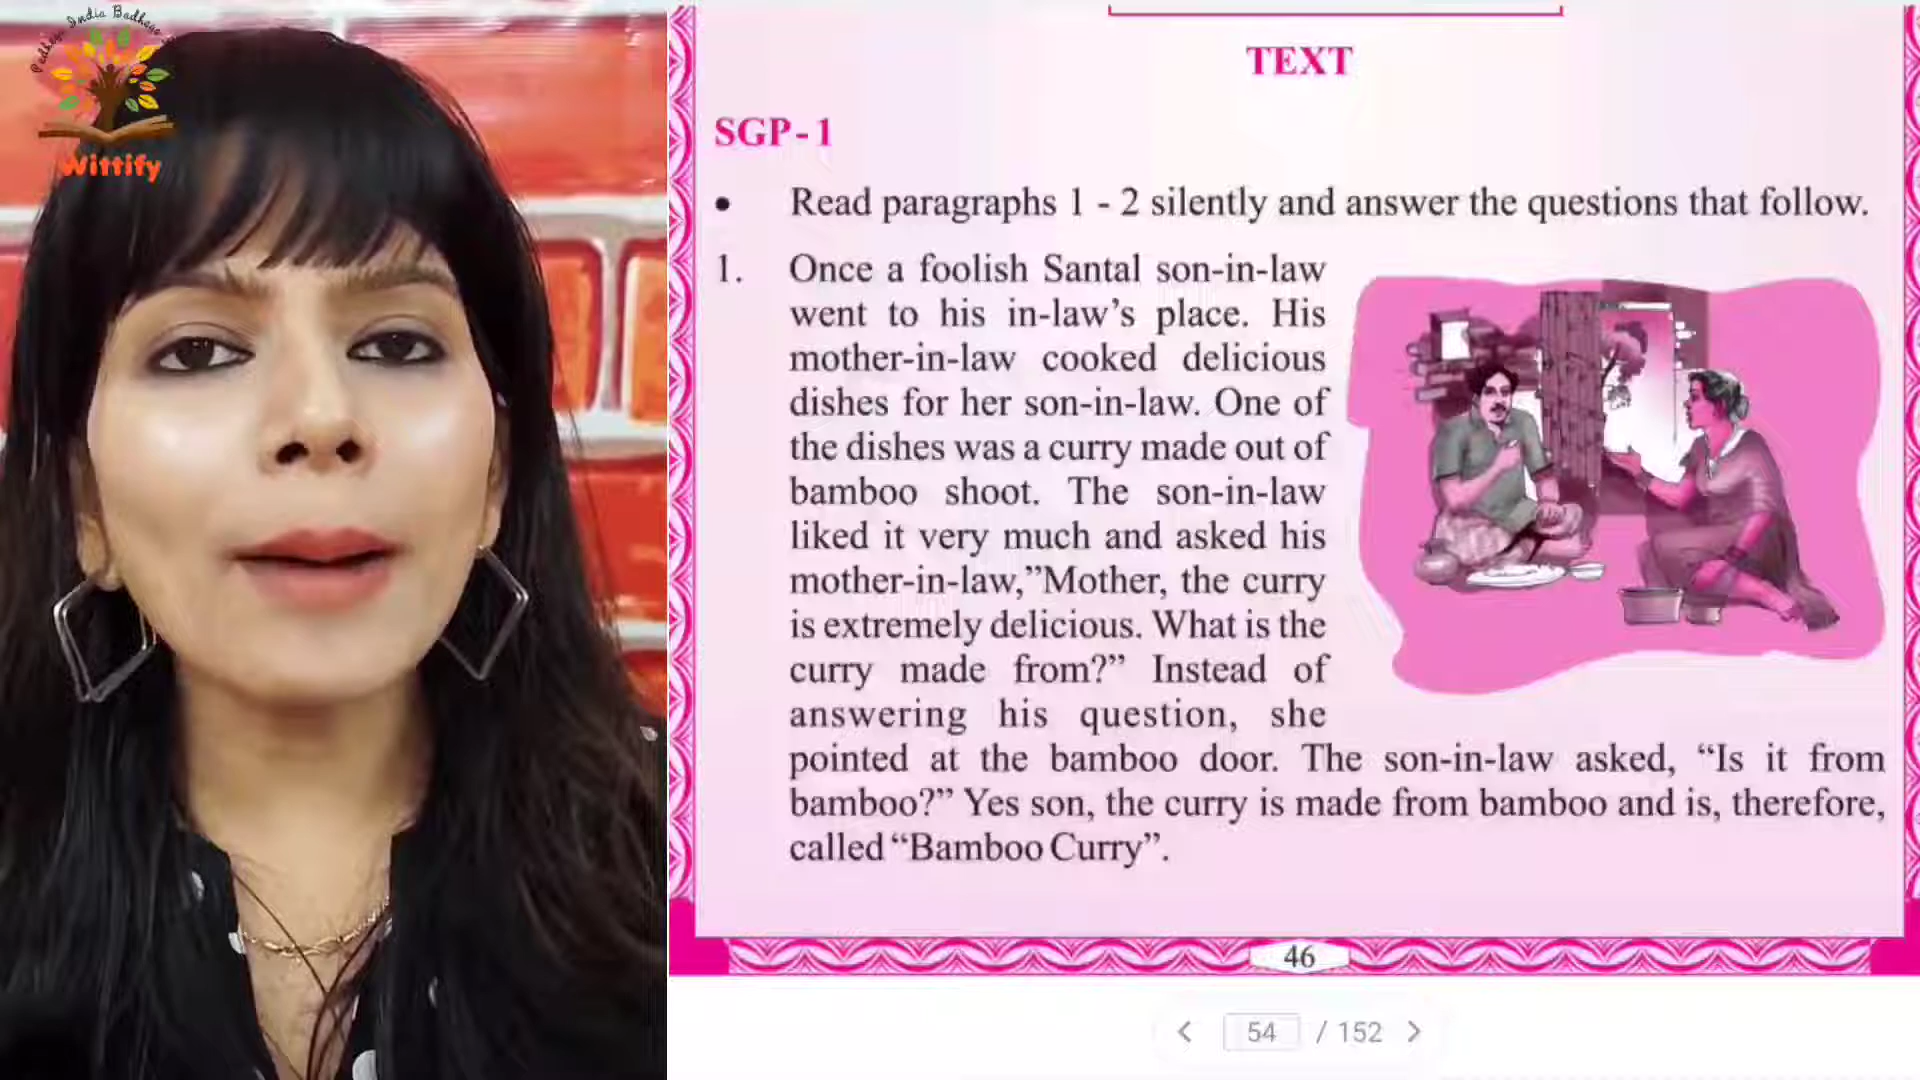 Padhega India Badhega
Wittify
TEXT
SGP - 1
• Read paragraphs 1 - 2 silently and answer the questions that follow.
1. Once a foolish Santal son-in-law
went to his in-law’s place. His
mother-in-law cooked delicious
dishes for her son-in-law. One of
the dishes was a curry made out of
bamboo shoot. The son-in-law
liked it very much and asked his
mother-in-law,”Mother, the curry
is extremely delicious. What is the
curry made from?” Instead of
answering his question, she
pointed at the bamboo door. The son-in-law asked, “Is it from
bamboo?” Yes son, the curry is made from bamboo and is, therefore,
called “Bamboo Curry”.
46
54 / 152